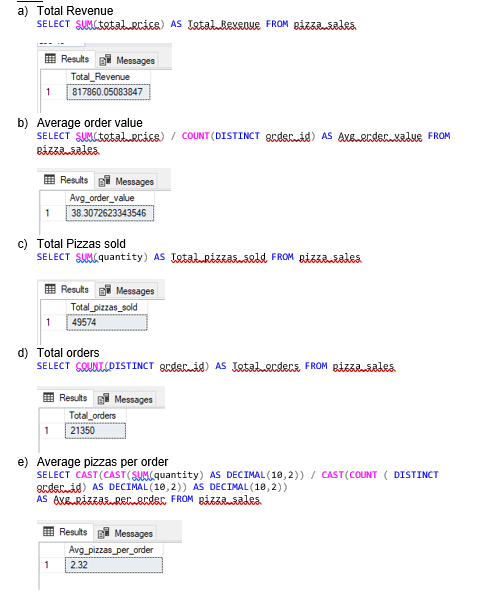 a) Total Revenue
SELECT SUM(total_price) AS Total_Revenue FROM pizza_sales
Results Messages
Total_Revenue
1 817860.05083847
b) Average order value
SELECT SUM(total_price) / COUNT(DISTINCT order_id) AS Avg_order_value FROM
pizza_sales
Results Messages
Avg_order_value
1 38.3072623343546
c) Total Pizzas sold
SELECT SUM(quantity) AS Total_pizzas_sold FROM pizza_sales
Results Messages
Total_pizzas_sold
1 49574
d) Total orders
SELECT COUNT(DISTINCT order_id) AS Total_orders FROM pizza_sales
Results Messages
Total_orders
1 21350
e) Average pizzas per order
SELECT CAST(CAST(SUM(quantity) AS DECIMAL(10,2)) / CAST(COUNT ( DISTINCT
order_id) AS DECIMAL(10,2)) AS DECIMAL(10,2))
AS Avg_pizzas_per_order FROM pizza_sales
Results Messages
Avg_pizzas_per_order
1 2.32